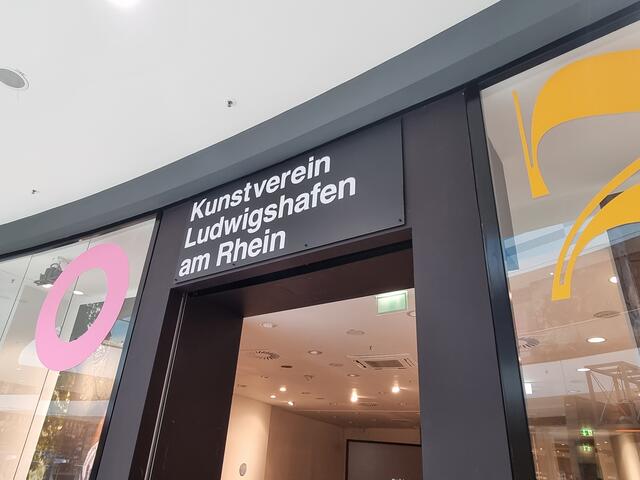 Kunstverein
Ludwigshafen
am Rhein